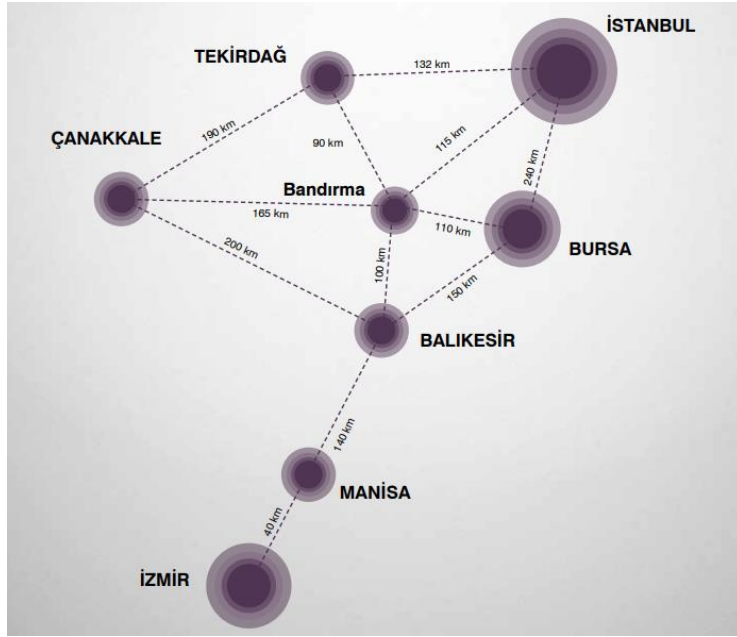 İSTANBUL
TEKİRDAĞ
132 km
190 km
115 km
90 km
ÇANAKKALE
240 km
Bandırma
165 km
110 km
BURSA
200 km
100 km
150 km
BALIKESİR
140 km
MANİSA
40 km
İZMİR